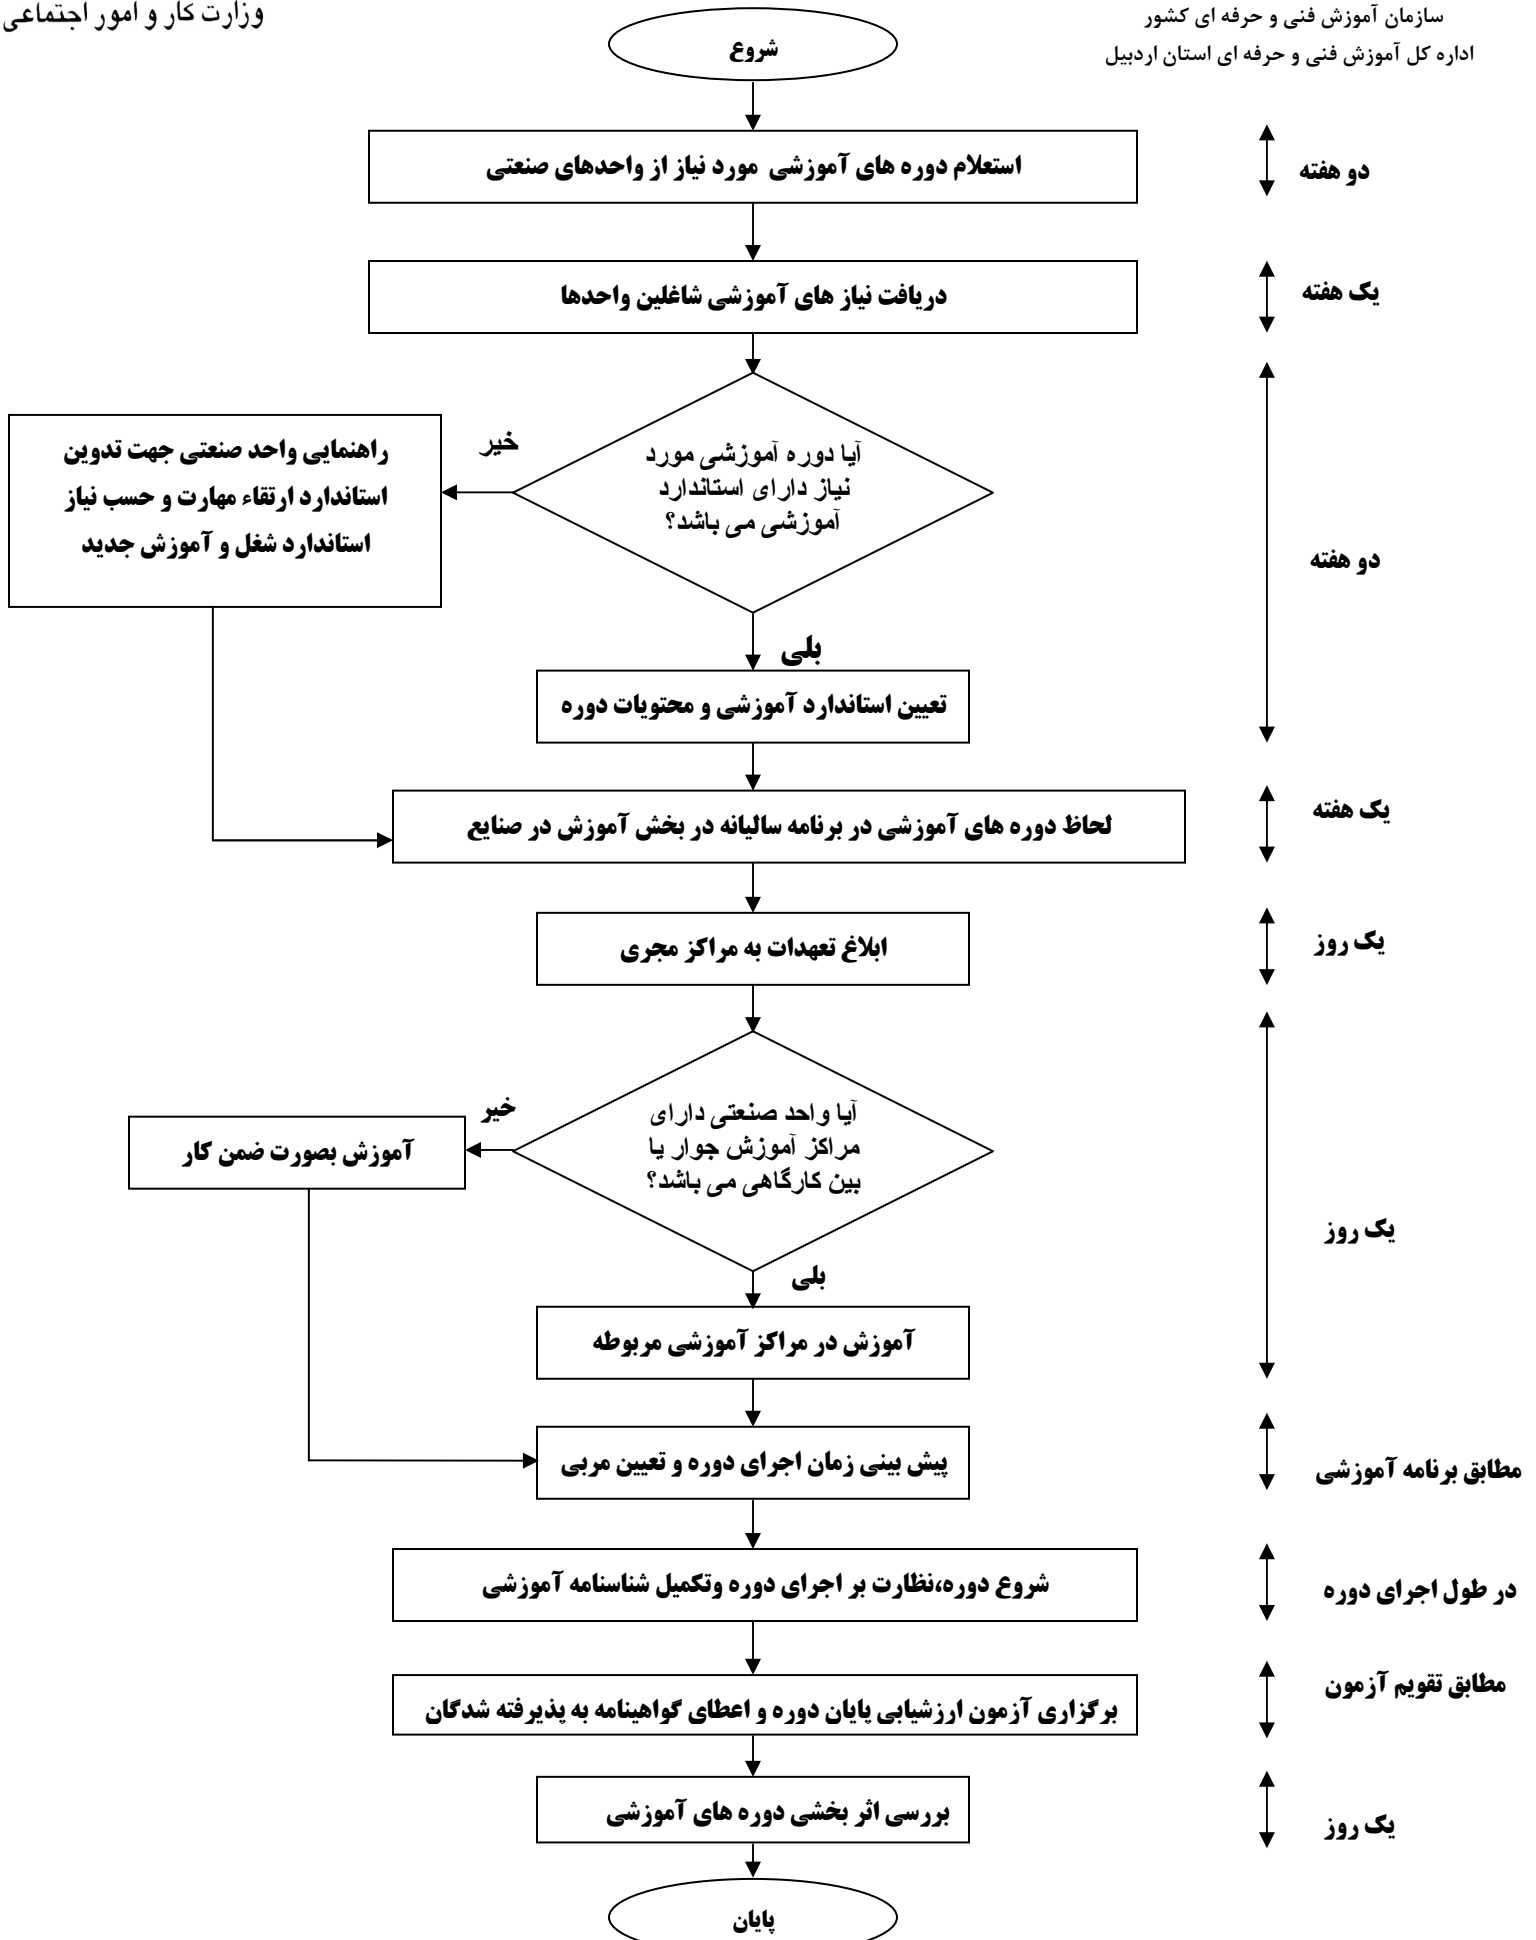 سازمان آموزش فنی و حرفه ای کشور
اداره کل آموزش فنی و حرفه ای استان اردبیل
وزارت کار و امور اجتماعی
شروع
استعلام دوره های آموزشی مورد نیاز از واحدهای صنعتی
دو هفته
دریافت نیاز های آموزشی شاغلین واحدها
یک هفته
آیا دوره آموزشی مورد
نیاز دارای استاندارد
آموزشی می باشد؟
خیر
راهنمایی واحد صنعتی جهت تدوین
استاندارد ارتقاء مهارت و حسب نیاز
استاندارد شغل و آموزش جدید
دو هفته
بلی
تعیین استاندارد آموزشی و محتویات دوره
لحاظ دوره های آموزشی در برنامه سالیانه در بخش آموزش در صنایع
یک هفته
ابلاغ تعهدات به مراکز مجری
یک روز
آیا واحد صنعتی دارای
مراکز آموزش جوار یا
بین کارگاهی می باشد؟
خیر
آموزش بصورت ضمن کار
یک روز
بلی
آموزش در مراکز آموزشی مربوطه
پیش بینی زمان اجرای دوره و تعیین مربی
مطابق برنامه آموزشی
شروع دوره،نظارت بر اجرای دوره وتکمیل شناسنامه آموزشی
در طول اجرای دوره
برگزاری آزمون ارزشیابی پایان دوره و اعطای گواهینامه به پذیرفته شدگان
مطابق تقویم آزمون
بررسی اثر بخشی دوره های آموزشی
یک روز
پایان